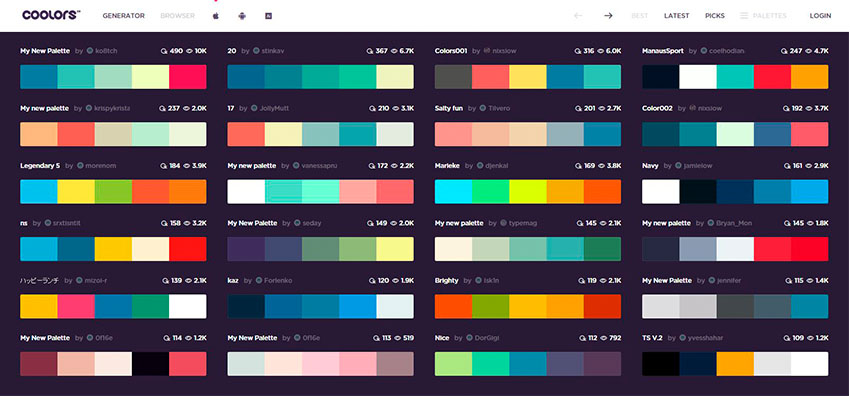 COOLORS GENERATOR BROWSER BEST LATEST PICKS PALETTES LOGIN
My New Palette by ko8tch 490 10K
20 by stinkav 367 6.7K
Colors001 by nixslow 316 6.0K
ManausSport by coelhodian 247 4.7K
My new palette by krispykrista 237 2.0K
17 by JollyMutt 210 3.1K
Salty fun by Tilvero 201 2.7K
Color002 by nixslow 192 3.7K
Legendary 5 by morenom 184 3.9K
My new palette by vanessapru 172 2.2K
Marieke by djenkal 169 3.8K
Navy by jamielow 161 2.9K
ns by srxtisntit 158 3.2K
My New Palette by seday 149 2.0K
My new palette by typemag 145 2.1K
My new palette by Bryan_Mon 145 1.8K
ハッピーランチ by mizoi-r 139 2.1K
kaz by Forlenko 120 1.9K
Brighty by Isk1n 119 2.1K
My New Palette by jennifer 115 1.4K
My New Palette by 0f16e 114 1.2K
My New Palette by 0f16e 113 519
Nice by DorGigi 112 792
TS V.2 by yvesshahar 109 1.2K